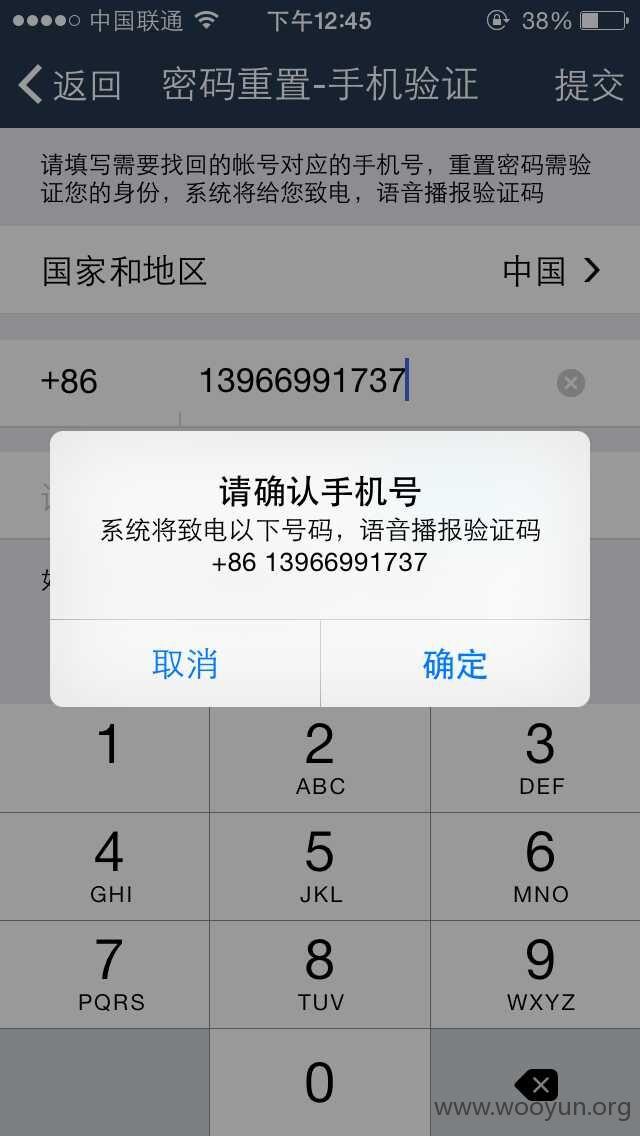 中国联通 下午12:45 38%
返回 密码重置-手机验证 提交
请填写需要找回的帐号对应的手机号，重置密码需验
证您的身份，系统将给您致电，语音播报验证码
国家和地区 中国
+86 13966991737
请确认手机号
系统将致电以下号码，语音播报验证码
+86 13966991737
取消 确定
1 2 3
ABC DEF
4 5 6
GHI JKL MNO
7 8 9
PQRS TUV WXYZ
0
www.wooyun.org